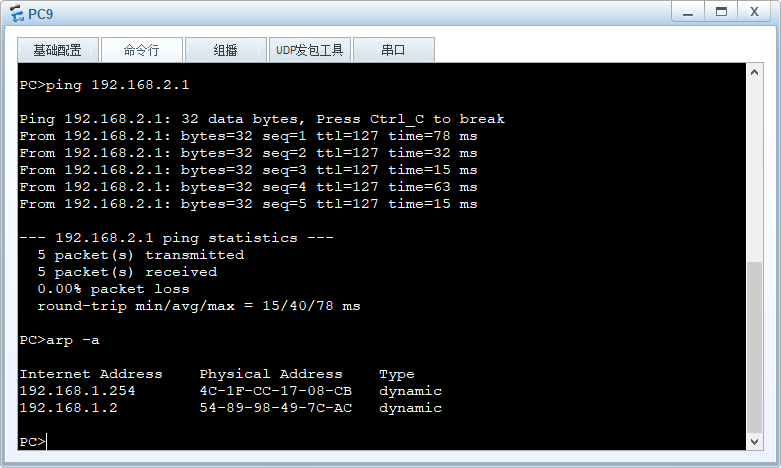 PC9
基础配置 命令行 组播 UDP发包工具 串口
PC>ping 192.168.2.1
Ping 192.168.2.1: 32 data bytes, Press Ctrl_C to break
From 192.168.2.1: bytes=32 seq=1 ttl=127 time=78 ms
From 192.168.2.1: bytes=32 seq=2 ttl=127 time=32 ms
From 192.168.2.1: bytes=32 seq=3 ttl=127 time=15 ms
From 192.168.2.1: bytes=32 seq=4 ttl=127 time=63 ms
From 192.168.2.1: bytes=32 seq=5 ttl=127 time=15 ms
--- 192.168.2.1 ping statistics ---
5 packet(s) transmitted
5 packet(s) received
0.00% packet loss
round-trip min/avg/max = 15/40/78 ms
PC>arp -a
Internet Address Physical Address Type
192.168.1.254 4C-1F-CC-17-08-CB dynamic
192.168.1.2 54-89-98-49-7C-AC dynamic
PC>